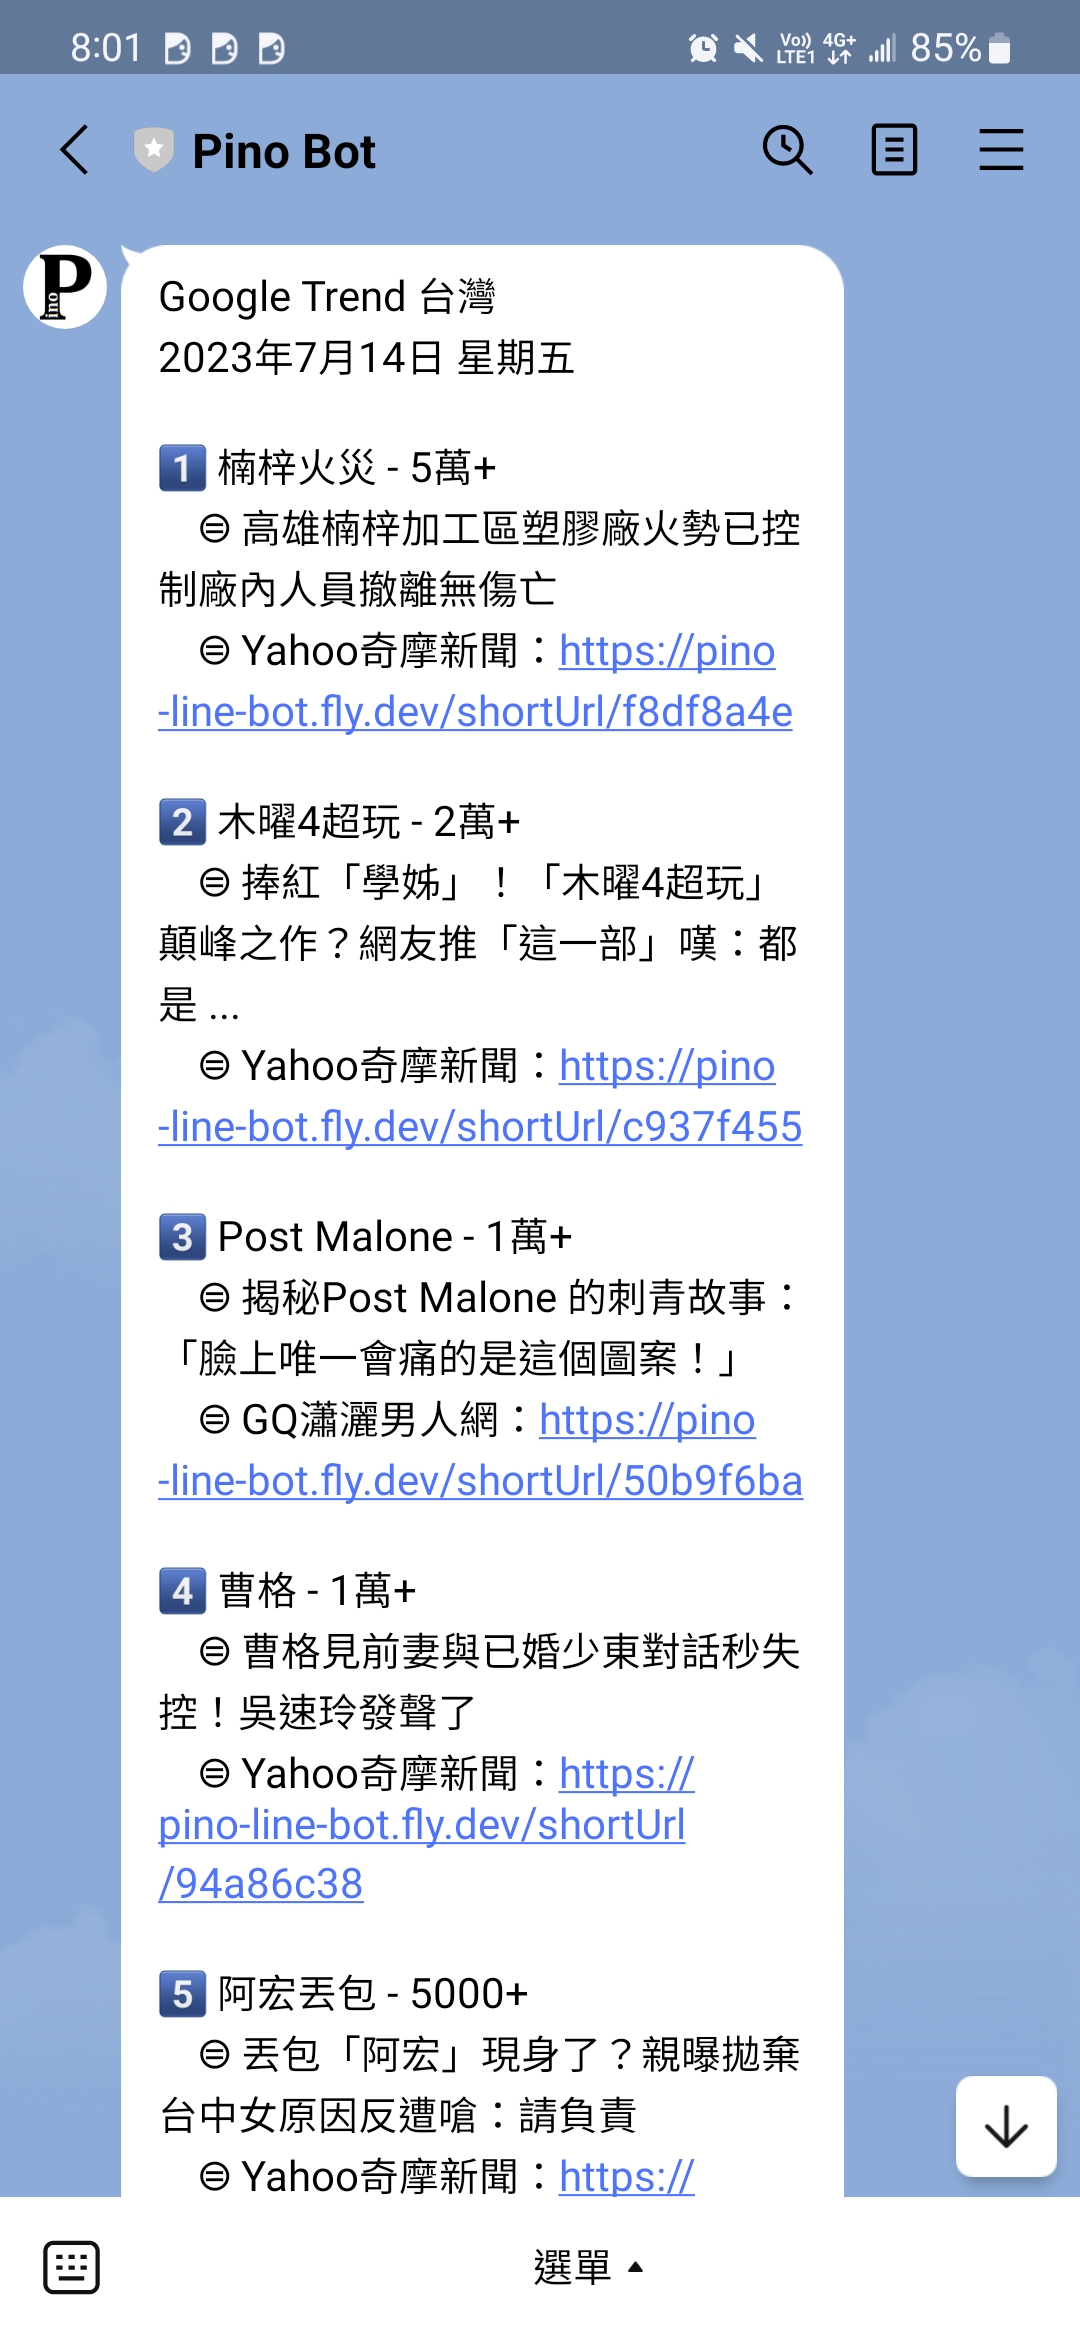 8:01 Vo)) LTE1 4G+ 85%
Pino Bot
P
ino
Google Trend 台灣
2023年7月14日 星期五
1 楠梓火災 - 5萬+
⊜ 高雄楠梓加工區塑膠廠火勢已控
制廠內人員撤離無傷亡
⊜ Yahoo奇摩新聞：https://pino
-line-bot.fly.dev/shortUrl/f8df8a4e
2 木曜4超玩 - 2萬+
⊜ 捧紅「學姊」！「木曜4超玩」
顛峰之作？網友推「這一部」嘆：都
是 ...
⊜ Yahoo奇摩新聞：https://pino
-line-bot.fly.dev/shortUrl/c937f455
3 Post Malone - 1萬+
⊜ 揭秘Post Malone 的刺青故事：
「臉上唯一會痛的是這個圖案！」
⊜ GQ瀟灑男人網：https://pino
-line-bot.fly.dev/shortUrl/50b9f6ba
4 曹格 - 1萬+
⊜ 曹格見前妻與已婚少東對話秒失
控！吳速玲發聲了
⊜ Yahoo奇摩新聞：https://
pino-line-bot.fly.dev/shortUrl
/94a86c38
5 阿宏丟包 - 5000+
⊜ 丟包「阿宏」現身了？親曝拋棄
台中女原因反遭嗆：請負責
⊜ Yahoo奇摩新聞：https://
選單